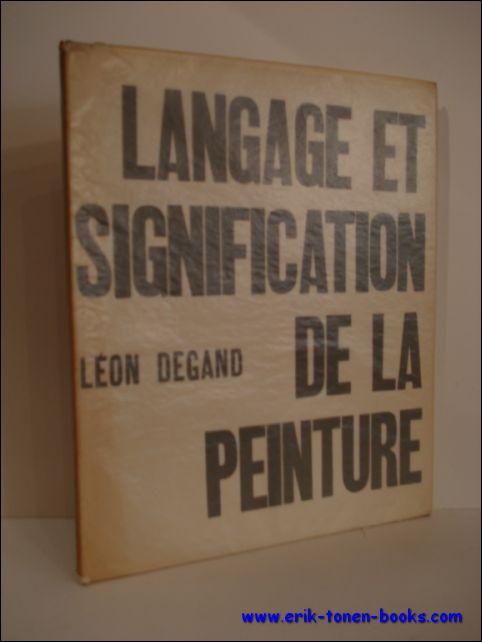 LANGAGE ET
SIGNIFICATION
DE LA
LÉON DEGAND
PEINTURE
www.erik-tonen-books.com